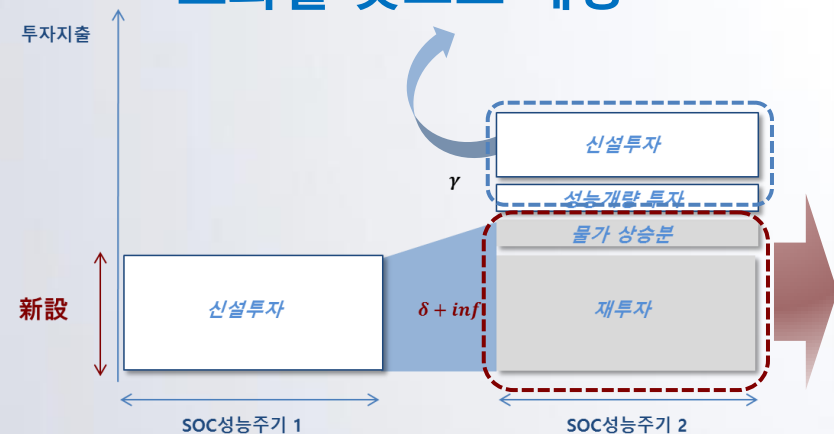 투자지출
신설투자
γ
성능개량 투자
물가 상승분
新設
신설투자
δ + inf
재투자
SOC성능주기 1
SOC성능주기 2